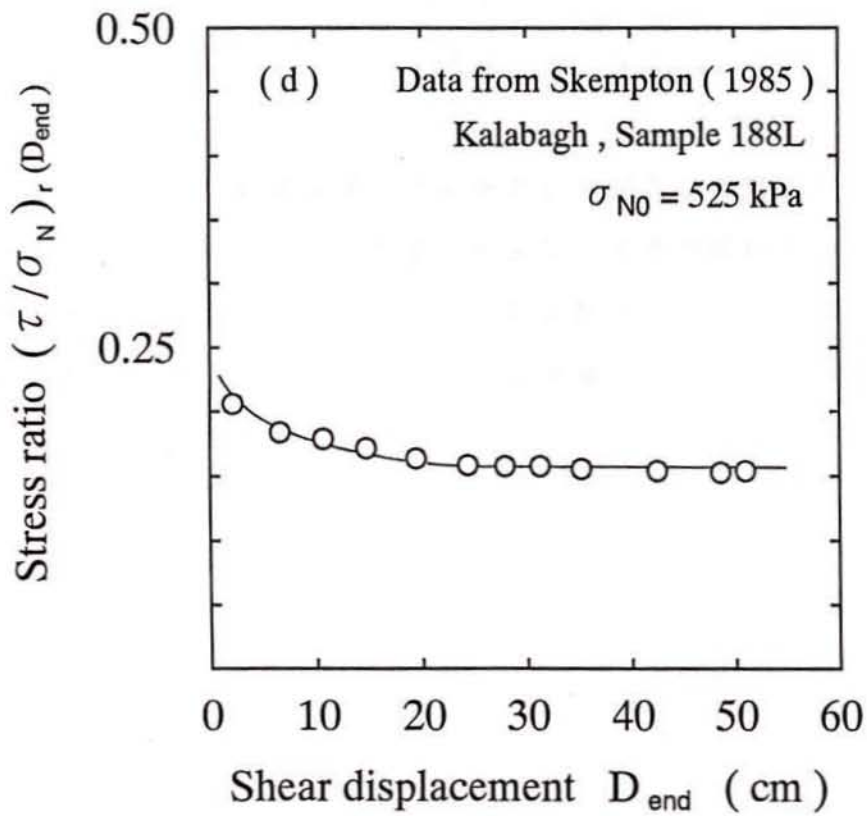 0.50
( d ) Data from Skempton ( 1985 )
Kalabagh , Sample 188L
σ N0 = 525 kPa
Stress ratio ( τ / σ N ) r (Dend)
0.25
0 10 20 30 40 50 60
Shear displacement D end ( cm )